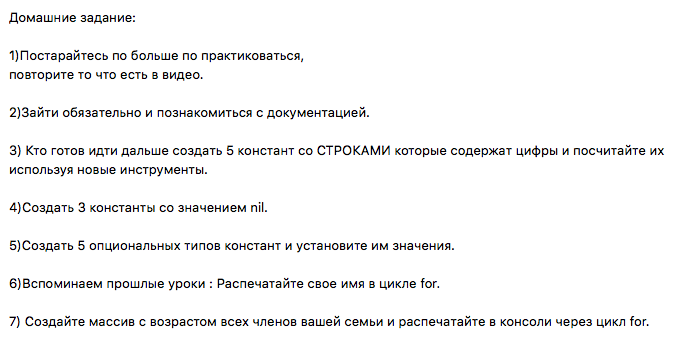 Домашние задание:
1)Постарайтесь по больше по практиковаться,
повторите то что есть в видео.
2)Зайти обязательно и познакомиться с документацией.
3) Кто готов идти дальше создать 5 констант со СТРОКАМИ которые содержат цифры и посчитайте их
используя новые инструменты.
4)Создать 3 константы со значением nil.
5)Создать 5 опциональных типов констант и установите им значения.
6)Вспоминаем прошлые уроки : Распечатайте свое имя в цикле for.
7) Создайте массив с возрастом всех членов вашей семьи и распечатайте в консоли через цикл for.